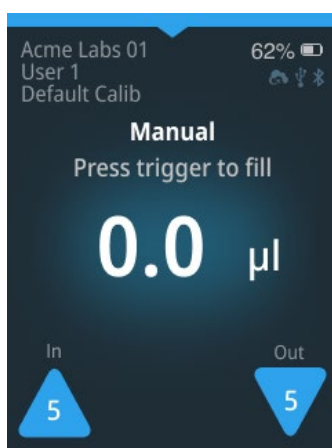 Acme Labs 01
62%
User 1
Default Calib
Manual
Press trigger to fill
0.0 µl
In
Out
5
5